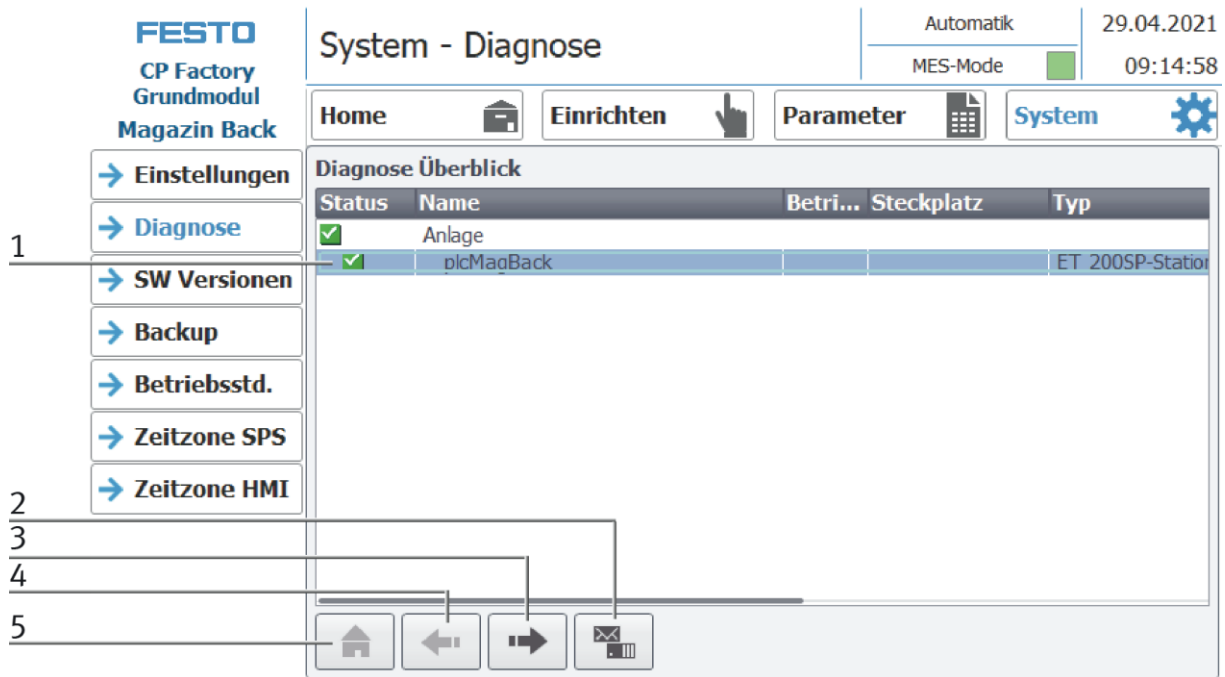 FESTO
CP Factory
Grundmodul
Magazin Back
System - Diagnose
Automatik
MES-Mode
29.04.2021
09:14:58
Home
Einrichten
Parameter
System
Einstellungen
Diagnose
SW Versionen
Backup
Betriebsstd.
Zeitzone SPS
Zeitzone HMI
Diagnose Überblick
Status Name Betri... Steckplatz Typ
Anlage
plcMagBack ET 200SP-Station
1
2
3
4
5